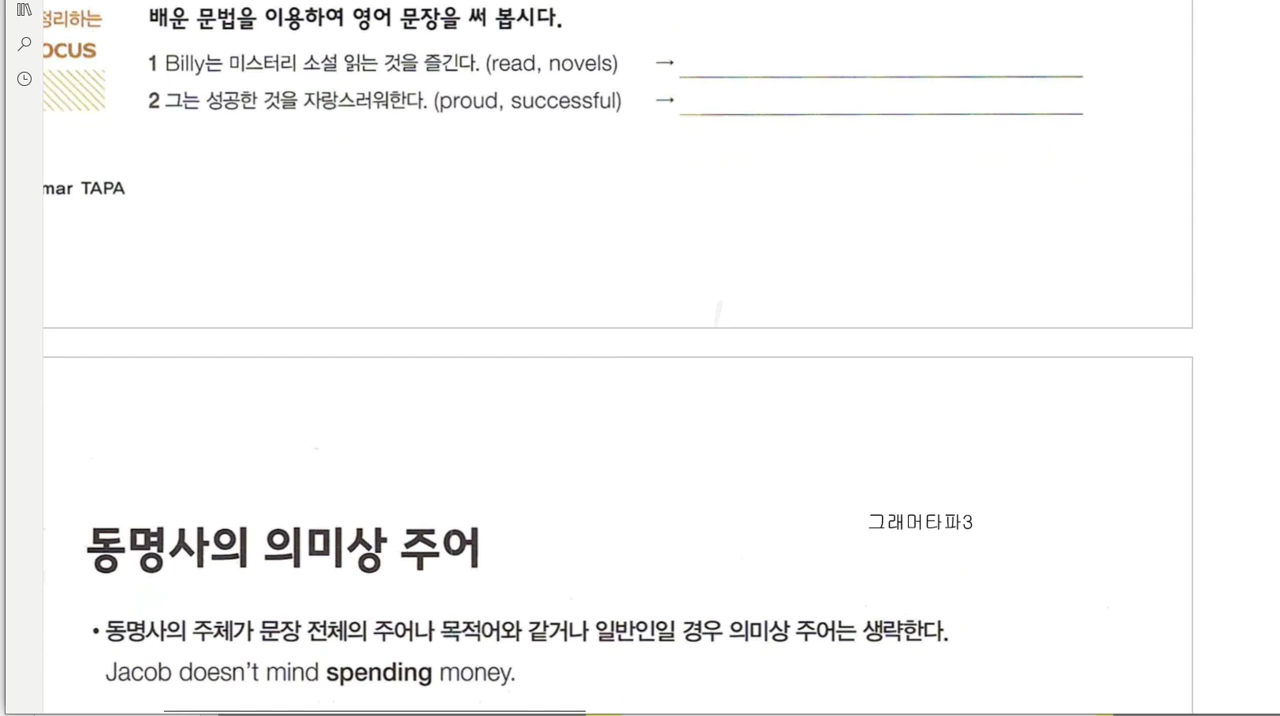 정리하는
배운 문법을 이용하여 영어 문장을 써 봅시다.
OCUS
1 Billy는 미스터리 소설 읽는 것을 즐긴다. (read, novels) →
2 그는 성공한 것을 자랑스러워한다. (proud, successful) →
mar TAPA
그래머타파3
동명사의 의미상 주어
• 동명사의 주체가 문장 전체의 주어나 목적어와 같거나 일반인일 경우 의미상 주어는 생략한다.
Jacob doesn't mind spending money.